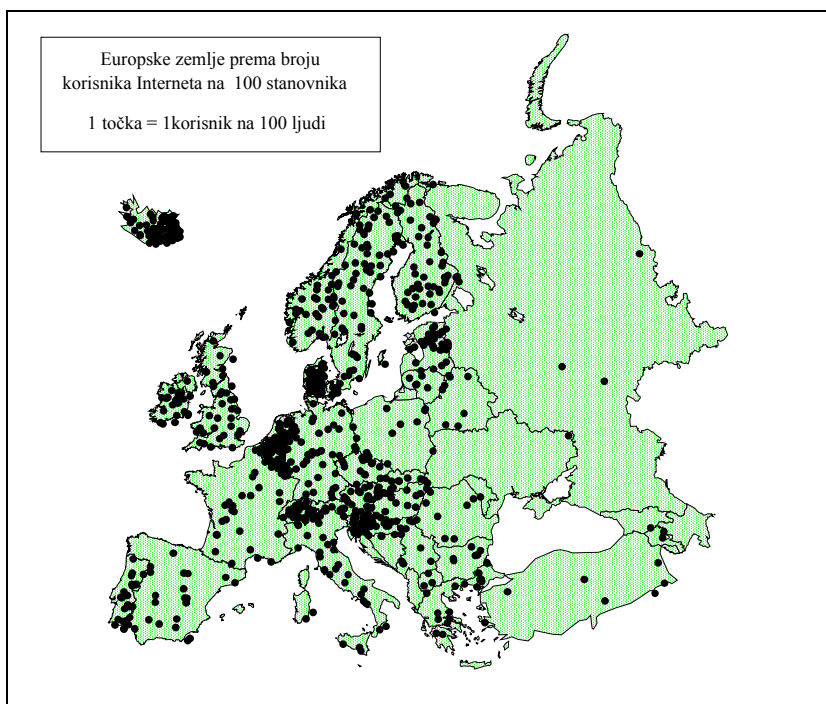 Europske zemlje prema broju
korisnika Interneta na 100 stanovnika
1 točka = 1korisnik na 100 ljudi